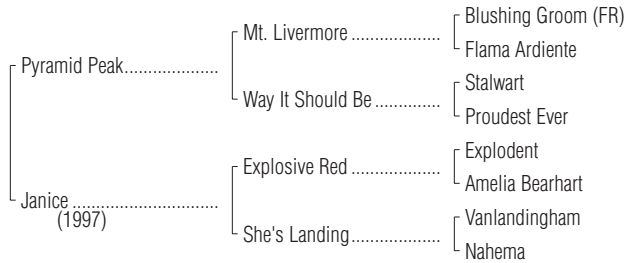 Blushing Groom (FR)
Mt. Livermore ...................
Flama Ardiente
Pyramid Peak....................
Stalwart
Way It Should Be ..............
Proudest Ever
Explodent
Explosive Red ...................
Amelia Bearhart
Janice ...............................
(1997)
Vanlandingham
She's Landing...................
Nahema